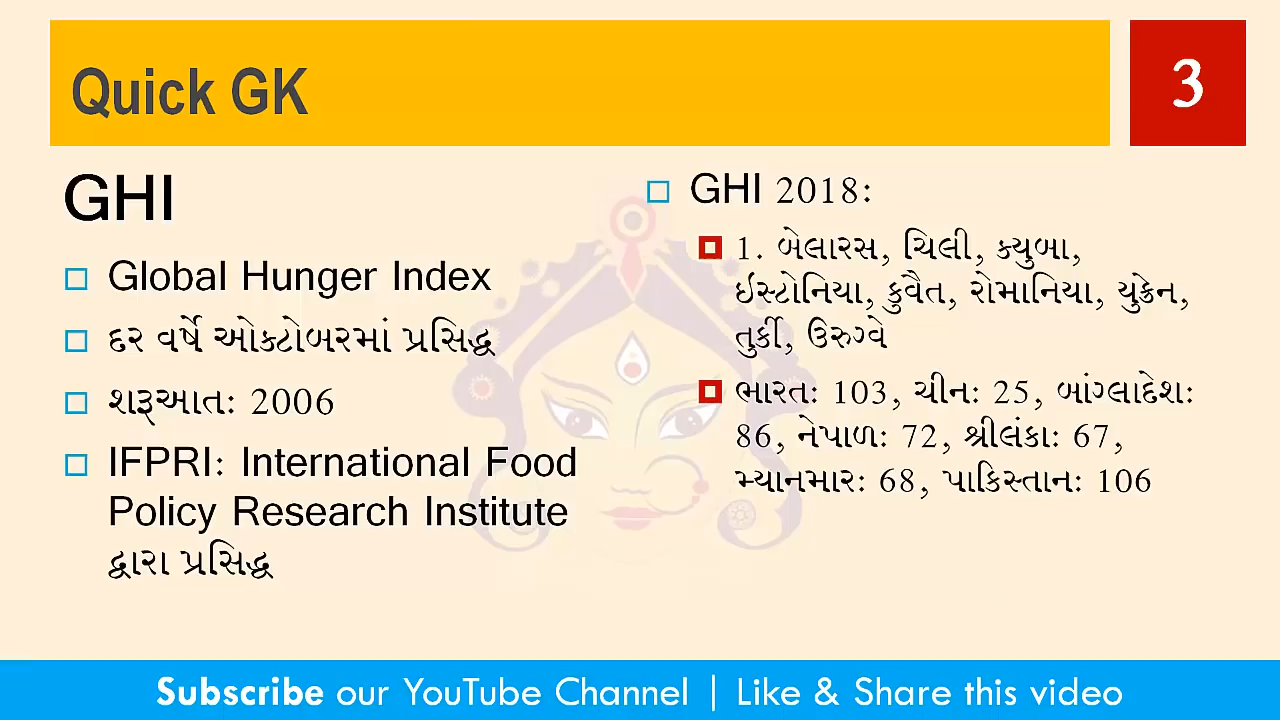 Quick GK
3
GHI
Global Hunger Index
દર વર્ષે ઓક્ટોબરમાં પ્રસિદ્ધ
શરૂઆત: 2006
IFPRI: International Food
Policy Research Institute
દ્વારા પ્રસિદ્ધ
GHI 2018:
1. બેલારસ, ચિલી, ક્યુબા,
ઈસ્ટોનિયા, કુવૈત, રોમાનિયા, યુક્રેન,
તુર્કી, ઉરુગ્વે
ભારત: 103, ચીન: 25, બાંગ્લાદેશ:
86, નેપાળ: 72, શ્રીલંકા: 67,
મ્યાનમાર: 68, પાકિસ્તાન: 106
Subscribe our YouTube Channel | Like & Share this video